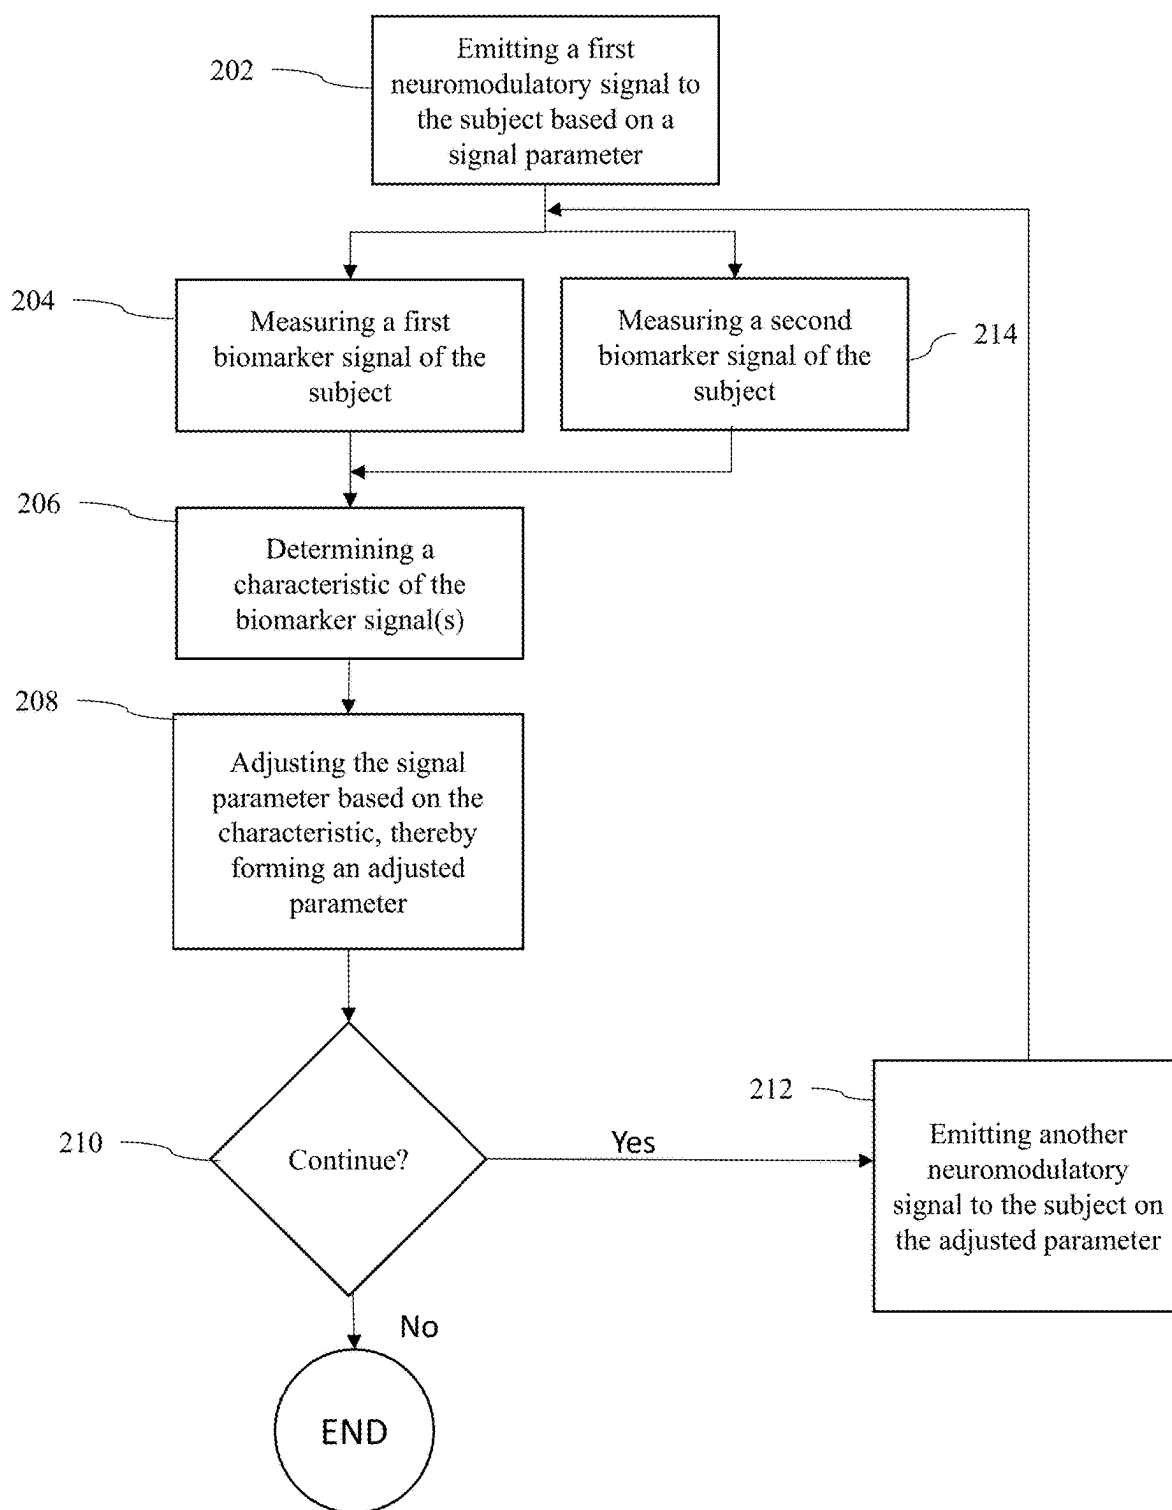 202
Emitting a first
neuromodulatory signal to
the subject based on a
signal parameter
204
Measuring a first
biomarker signal of the
subject
Measuring a second
biomarker signal of the
subject
214
206
Determining a
characteristic of the
biomarker signal(s)
208
Adjusting the signal
parameter based on the
characteristic, thereby
forming an adjusted
parameter
210
Continue?
Yes
212
Emitting another
neuromodulatory
signal to the subject on
the adjusted parameter
No
END